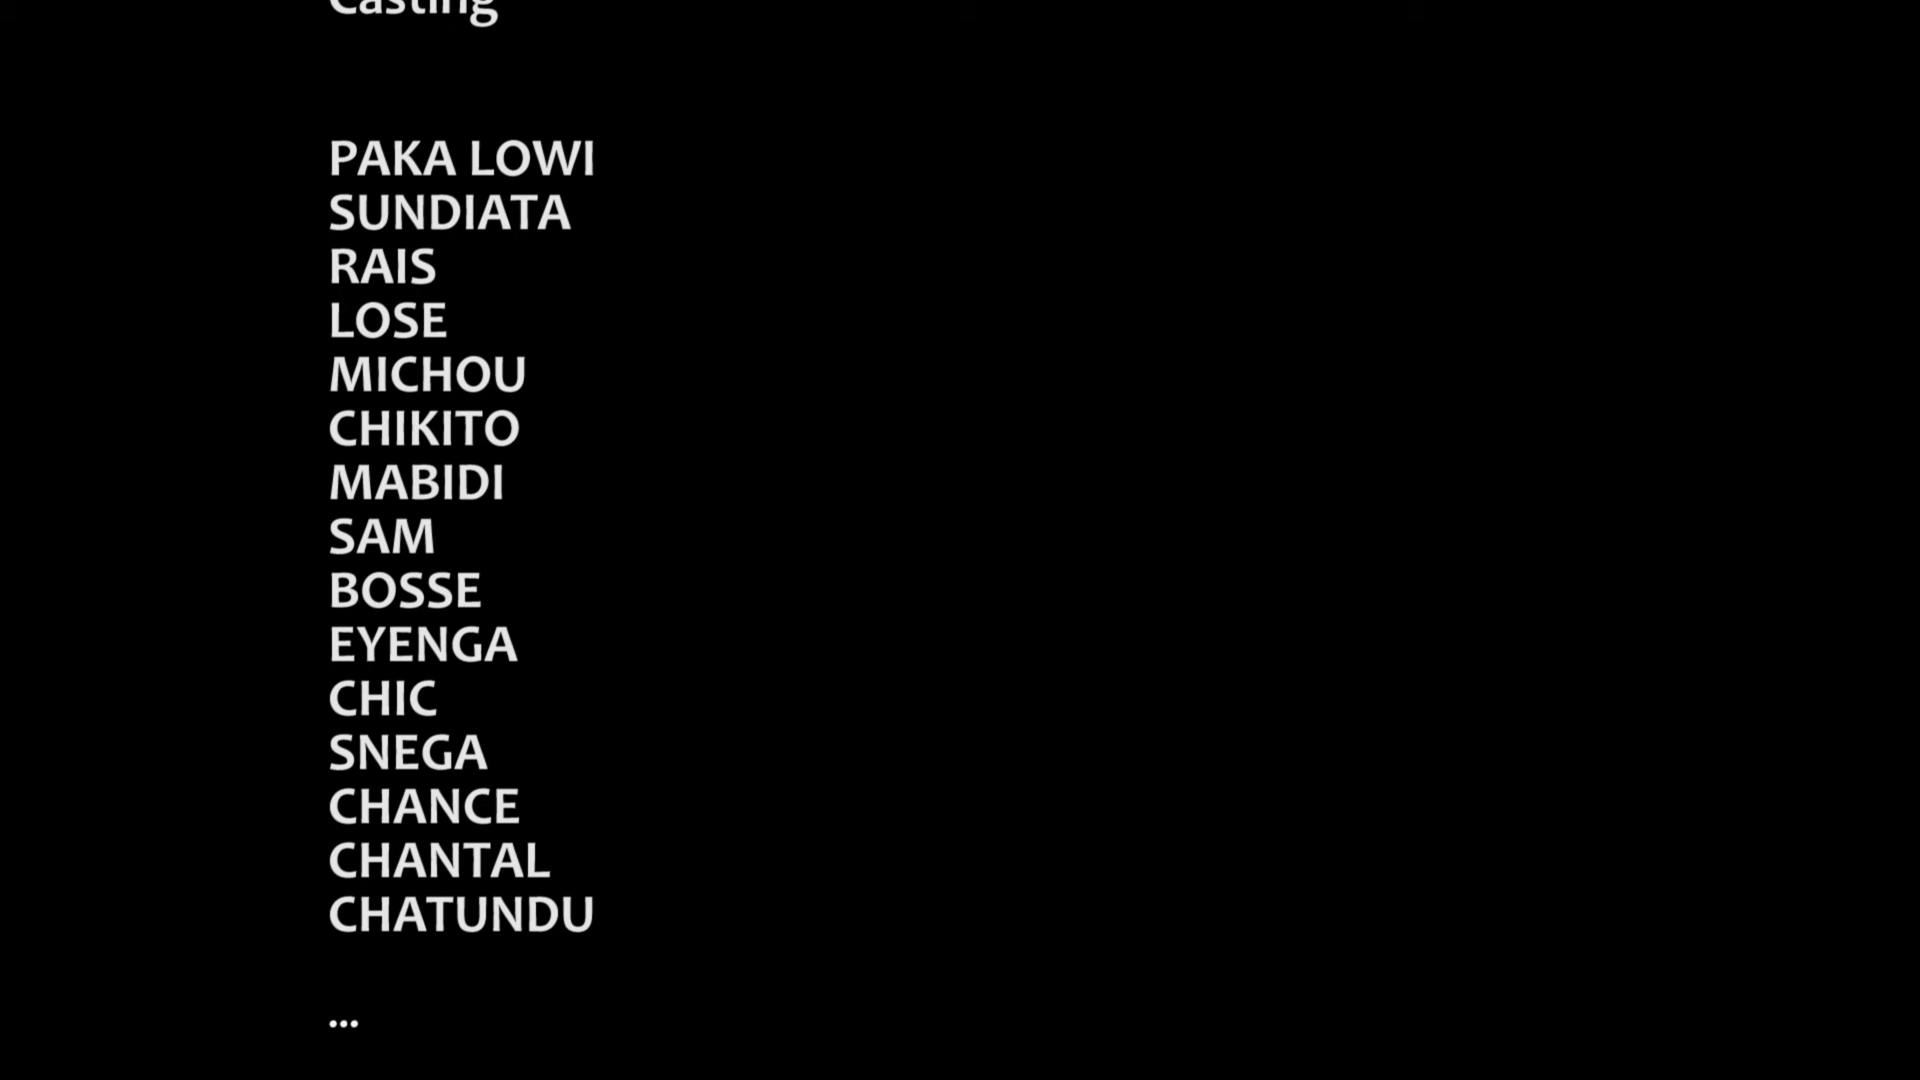 Casting
PAKA LOWI
SUNDIATA
RAIS
LOSE
MICHOU
CHIKITO
MABIDI
SAM
BOSSE
EYENGA
CHIC
SNEGA
CHANCE
CHANTAL
CHATUNDU
...